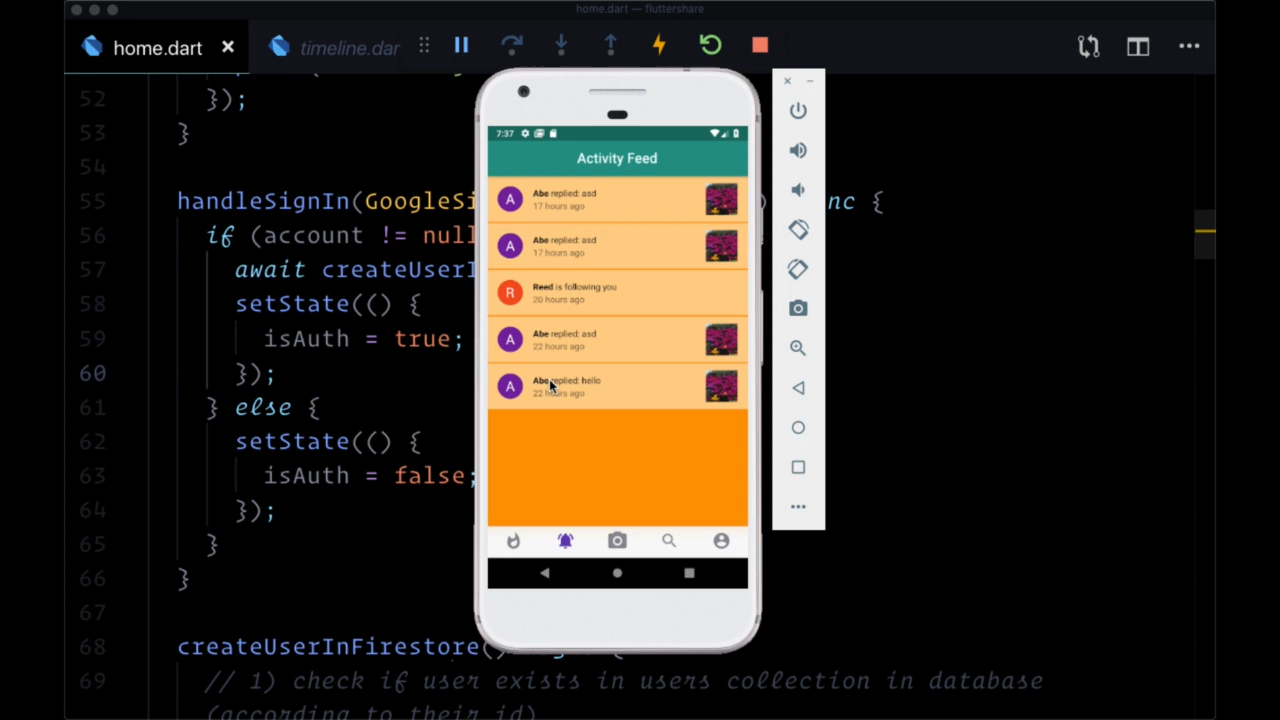 home.dart — fluttershare
home.dart
timeline.dar
52 });
53 }
54
55 handleSignIn(GoogleSi nc {
56 if (account != null
57 await createUserI
58 setState(() {
59 isAuth = true;
60 });
61 } else {
62 setState(() {
63 isAuth = false;
64 });
65 }
66 }
67
68 createUserInFirestore()
69 // 1) check if user exists in users collection in database
(according to their id)
7:37
Activity Feed
A
Abe replied: asd
17 hours ago
A
Abe replied: asd
17 hours ago
R
Reed is following you
20 hours ago
A
Abe replied: asd
22 hours ago
A
Abe replied: hello
22 hours ago